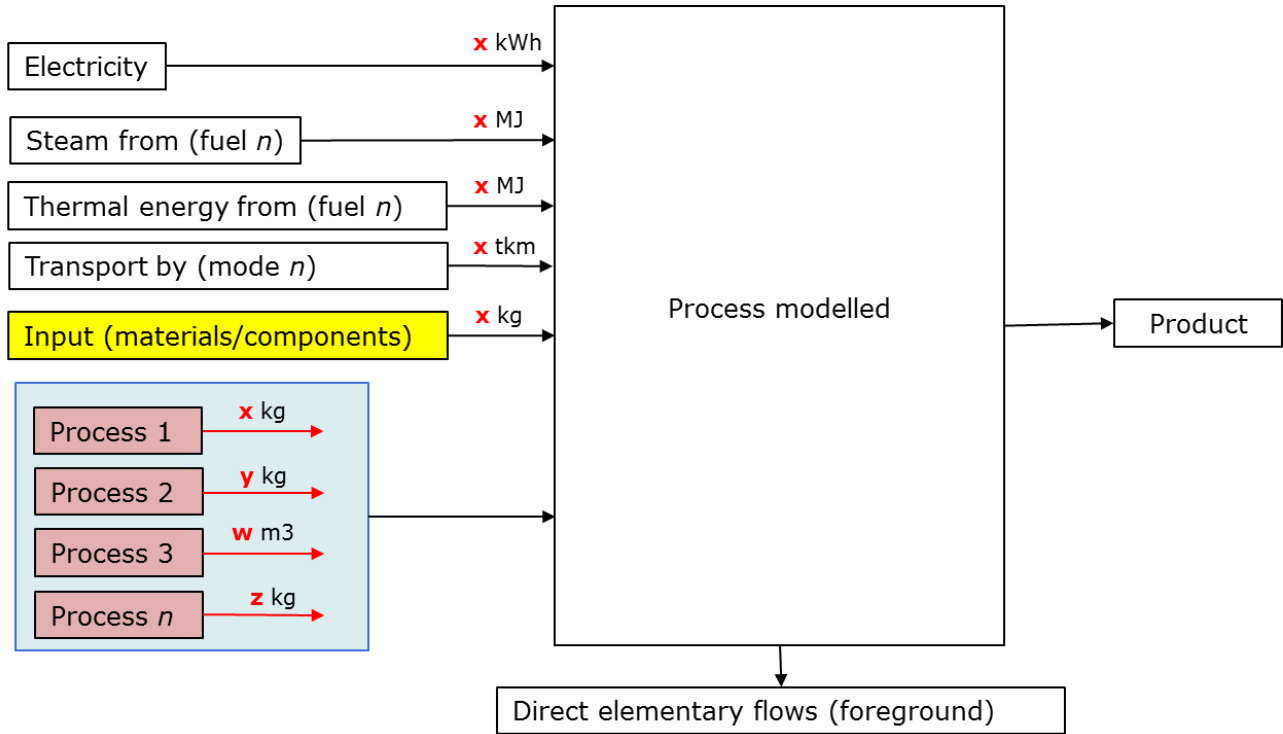 x kWh
Electricity
x MJ
Steam from (fuel n)
x MJ
Thermal energy from (fuel n)
x tkm
Transport by (mode n)
x kg
Input (materials/components)
Process modelled
Product
x kg
Process 1
y kg
Process 2
w m3
Process 3
z kg
Process n
Direct elementary flows (foreground)